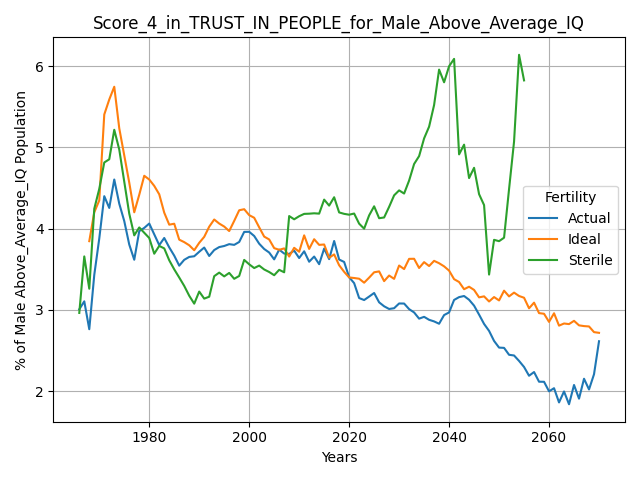 Score_4_in_TRUST_IN_PEOPLE_for_Male_Above_Average_IQ
% of Male Above_Average_IQ Population
6
5
4
3
2
Fertility
Actual
Ideal
Sterile
1980
2000
2020
2040
2060
Years